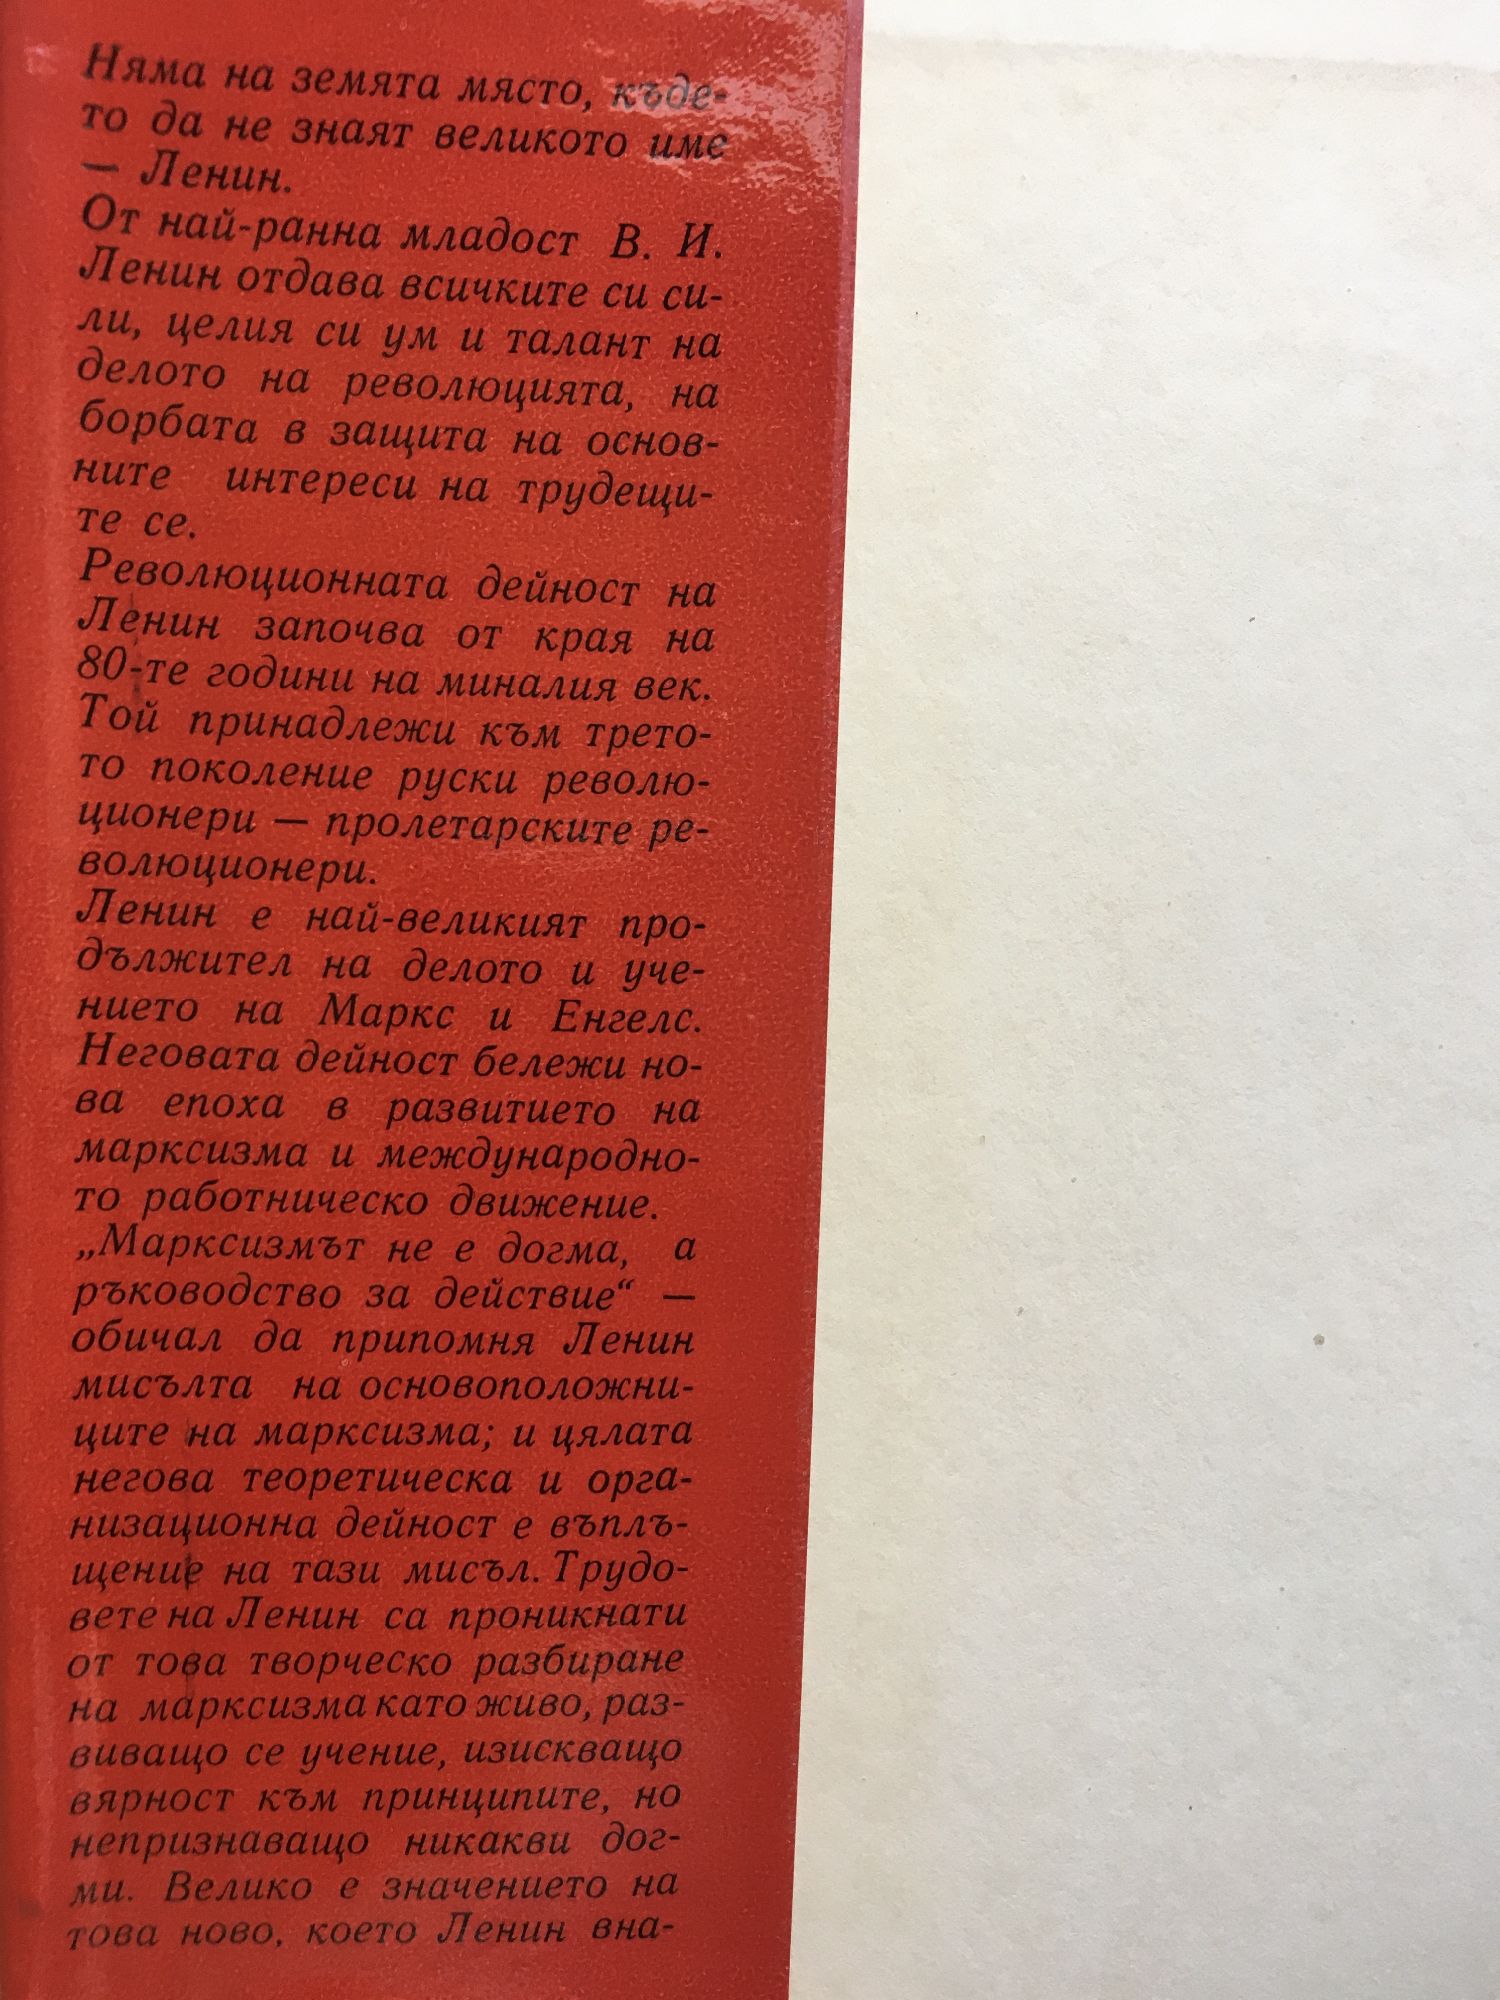 Няма на земята място, къде-
то да не знаят великото име
— Ленин.
От най-ранна младост В. И.
Ленин отдава всичките си си-
ли, целия си ум и талант на
делото на революцията, на
борбата в защита на основ-
ните интереси на трудещи-
те се.
Революционната дейност на
Ленин започва от края на
80-те години на миналия век.
Той принадлежи към трето-
то поколение руски револю-
ционери — пролетарските ре-
волюционери.
Ленин е най-великият про-
дължител на делото и уче-
нието на Маркс и Енгелс.
Неговата дейност бележи но-
ва епоха в развитието на
марксизма и международно-
то работническо движение.
„Марксизмът не е догма, а
ръководство за действие“ —
обичал да припомня Ленин
мисълта на основоположни-
ците на марксизма; и цялата
негова теоретическа и орга-
низационна дейност е въплъ-
щение на тази мисъл. Трудо-
вете на Ленин са проникнати
от това творческо разбиране
на марксизма като живо, раз-
виващо се учение, изискващо
вярност към принципите, но
непризнаващо никакви дог-
ми. Велико е значението на
това ново, което Ленин вна-